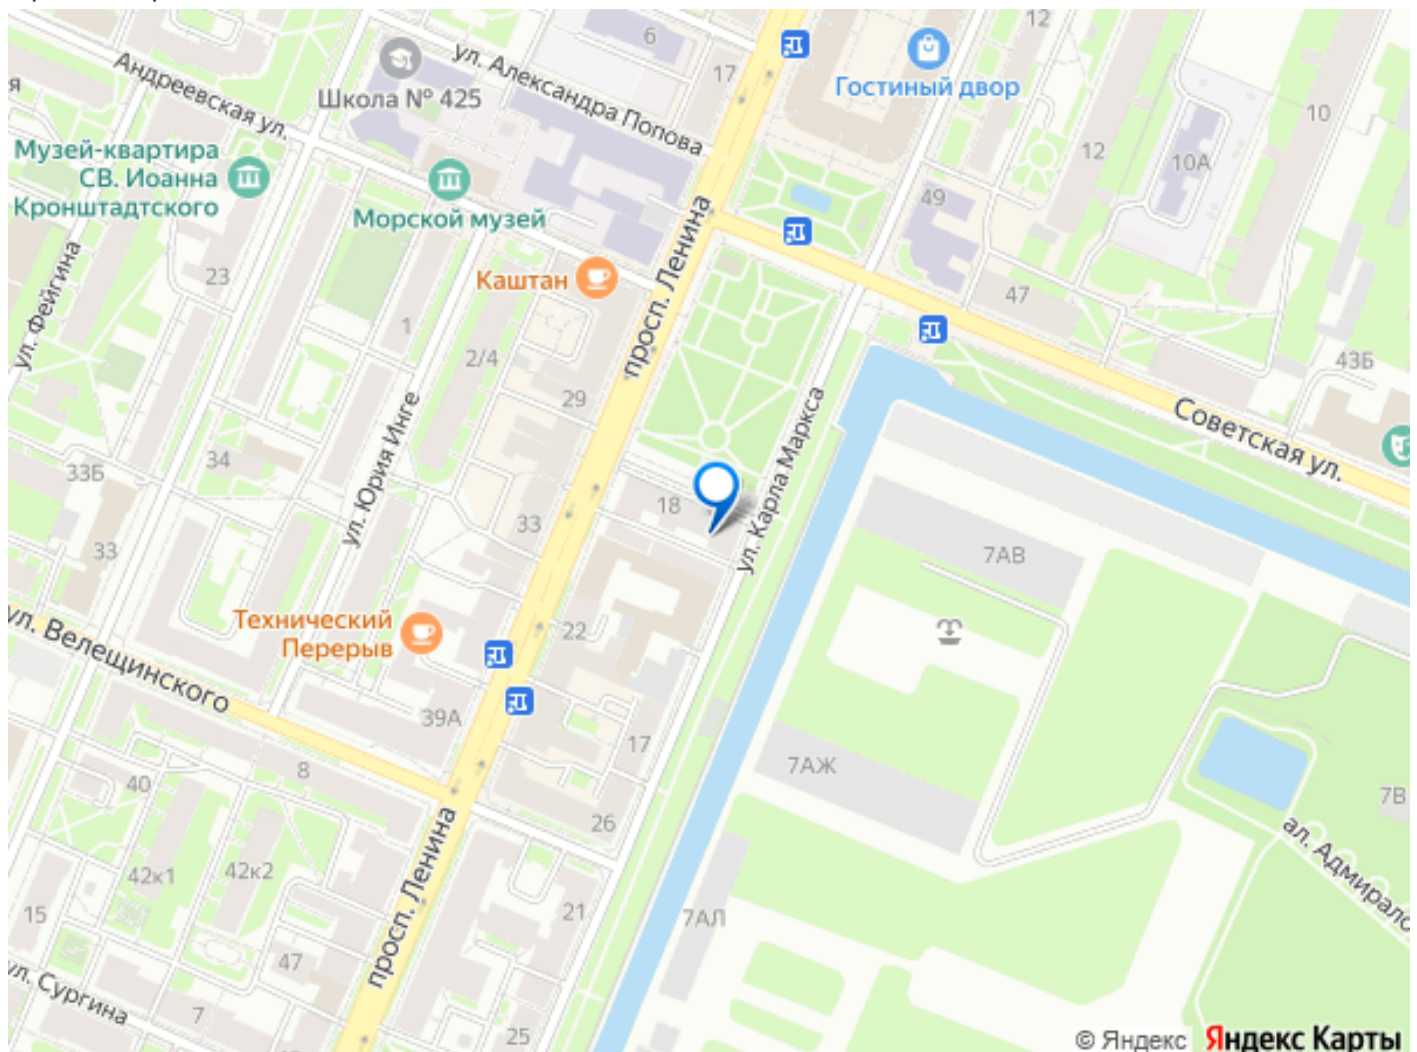 12
6
ул. Александра Попова
17
Гостиный двор
Андреевская ул.
Школа № 425
10
12
10А
Музей-квартира
СВ. Иоанна
Кронштадтского
Морской музей
49
просп. Ленина
23
Каштан
47
ул. Фейгина
1
2/4
43Б
29
ул. Юрия Инге
ул. Карла Маркса
Советская ул.
34
33Б
18
33
33
7АВ
Технический
Перерыв
ул. Велещинского
22
39А
17
7АЖ
8
40
7В
26
просп. Ленина
ал. Адмирало
42к1
42к2
15
21
7АЛ
47
ул. Сургина
7
25
© Яндекс Яндекс Карты